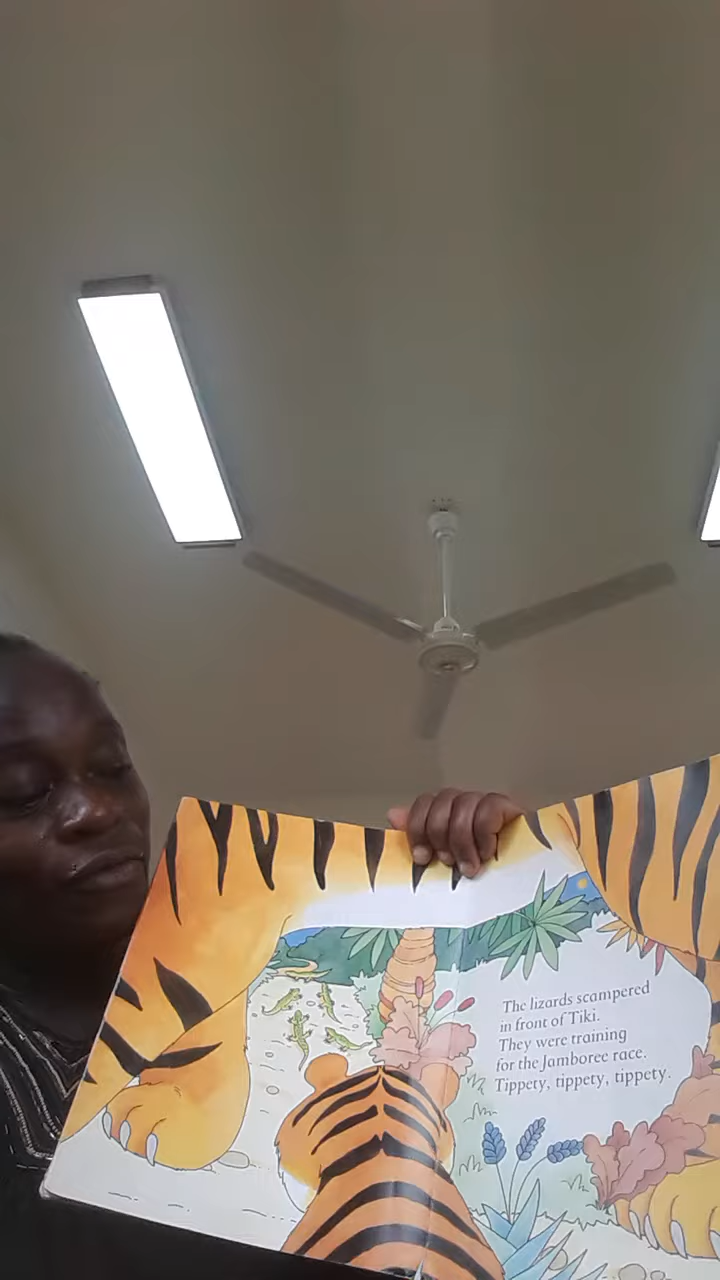 The lizards scampered
in front of Tiki.
They were training
for the Jamboree race.
Tippety, tippety, tippety.